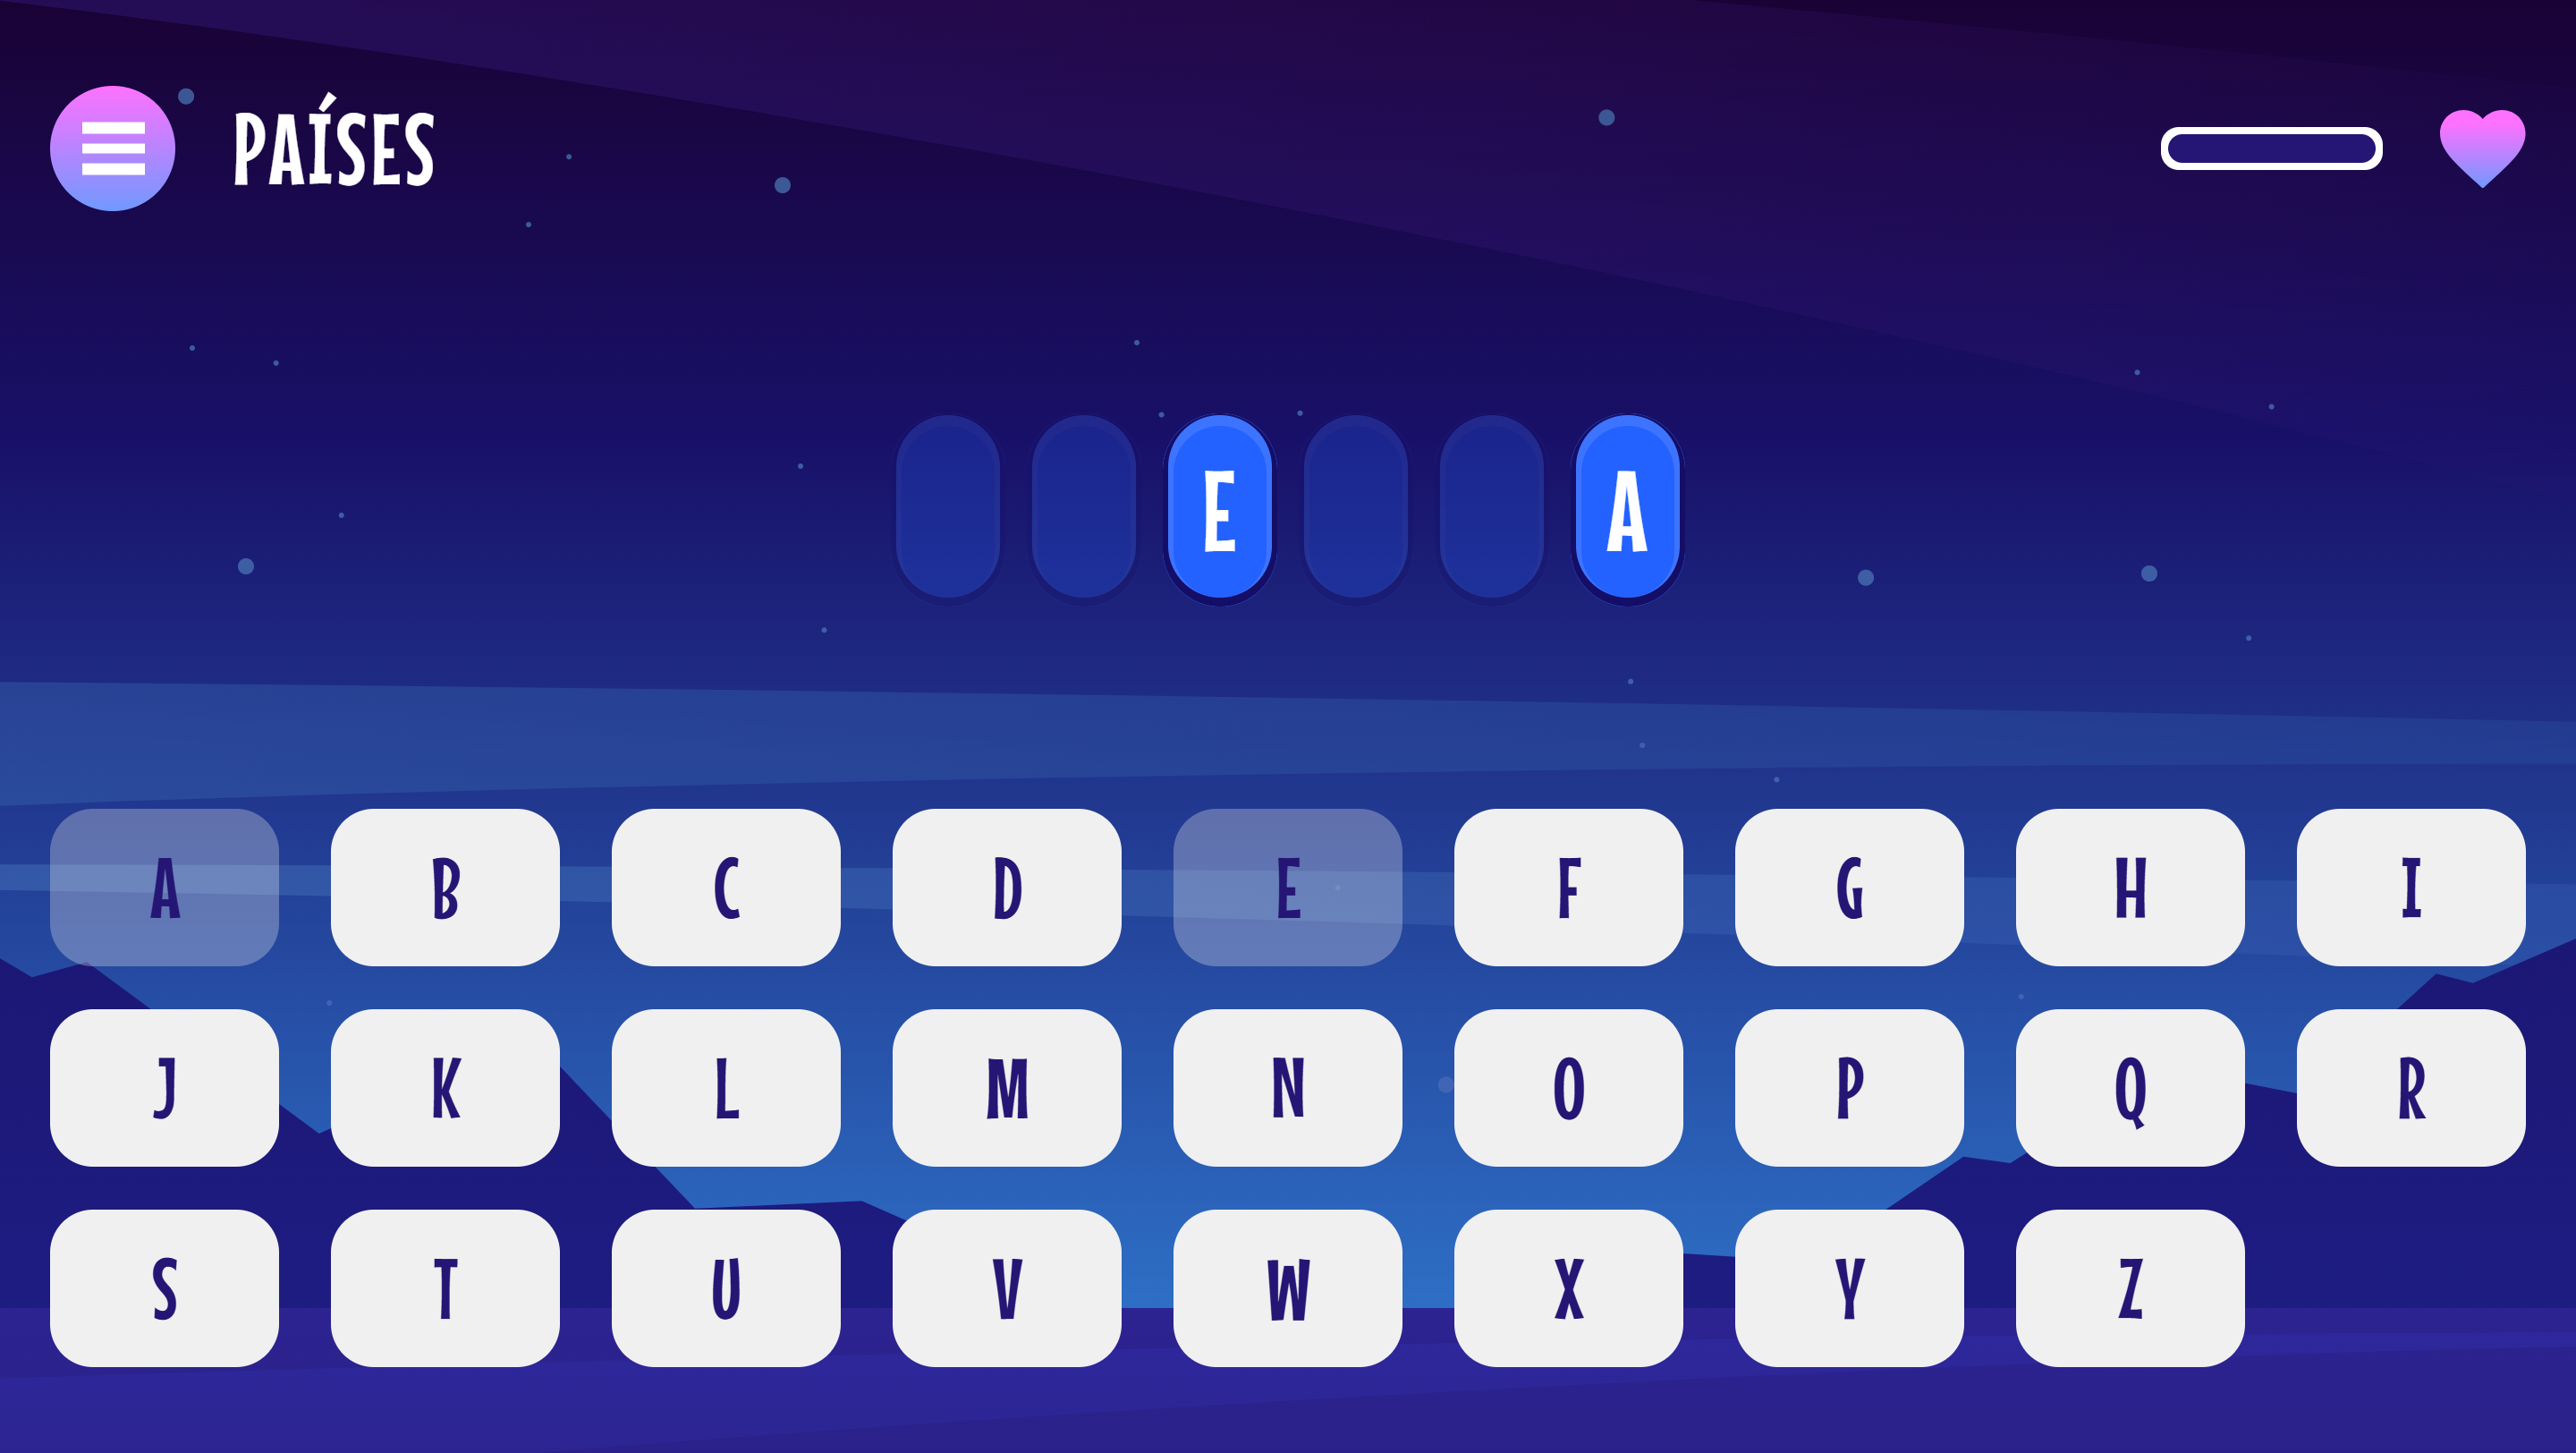 PAÍSES
E A
A B C D E F G H I
J K L M N O P Q R
S T U V W X Y Z